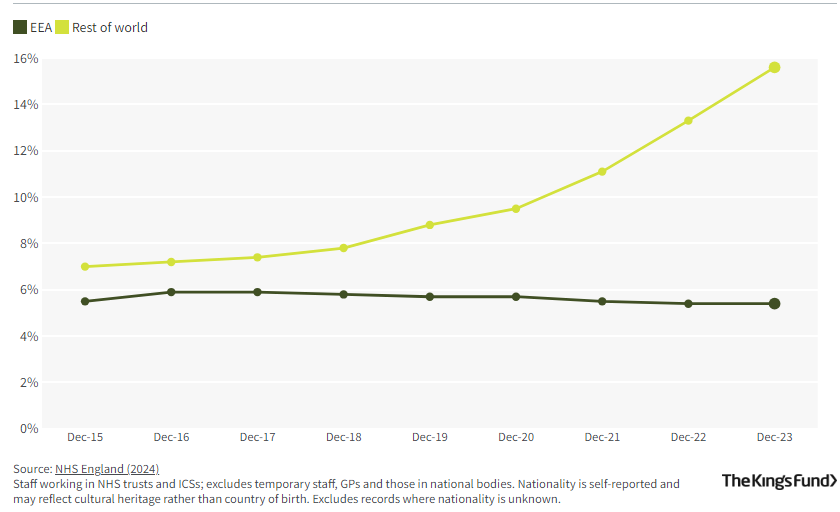 EEA Rest of world
16%
14%
12%
10%
8%
6%
4%
2%
0%
Dec-15 Dec-16 Dec-17 Dec-18 Dec-19 Dec-20 Dec-21 Dec-22 Dec-23
Source: NHS England (2024)
Staff working in NHS trusts and ICSs; excludes temporary staff, GPs and those in national bodies. Nationality is self-reported and
may reflect cultural heritage rather than country of birth. Excludes records where nationality is unknown.
The King's Fund